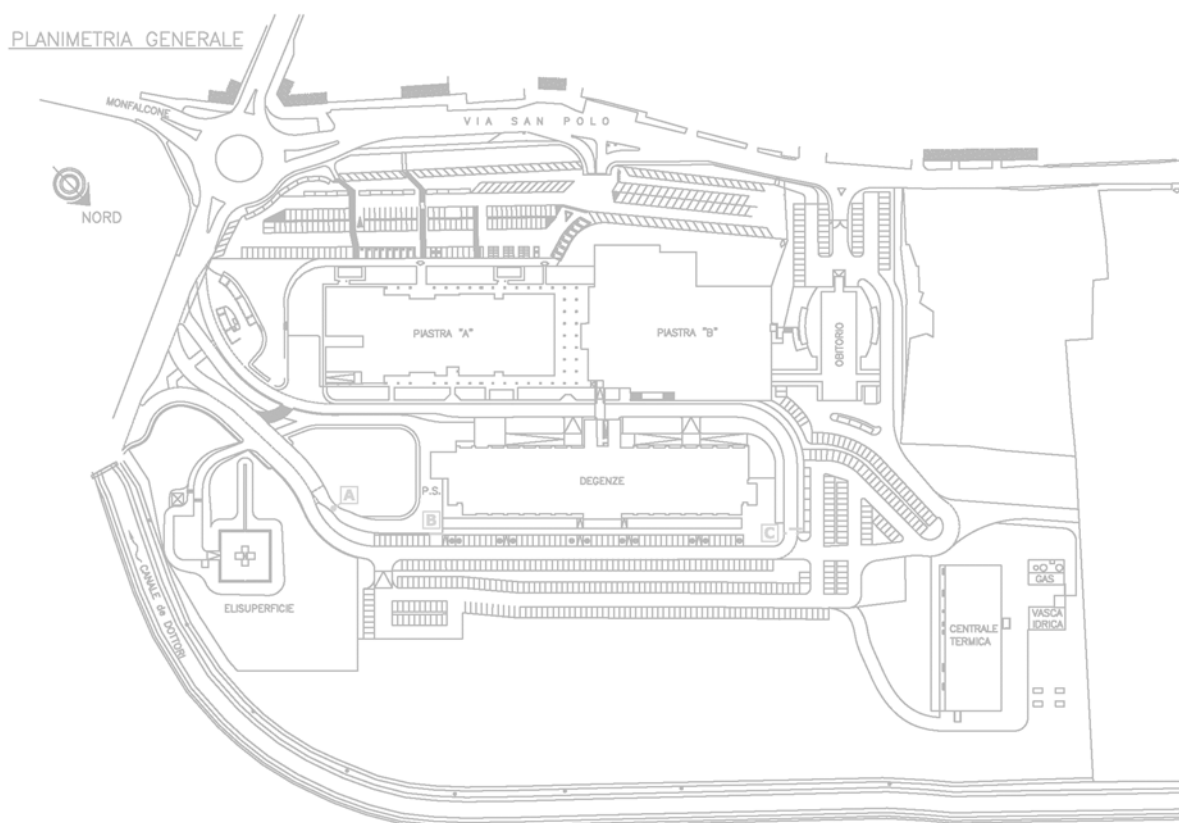 PLANIMETRIA GENERALE
MONFALCONE
VIA SAN POLO
NORD
PIASTRA "A"
PIASTRA "B"
OBITORIO
DEGENZE
P.S.
A
B
C
ELISUPERFICIE
CANALE de DOTTORI
GAS
VASCA
IDRICA
CENTRALE
TERMICA